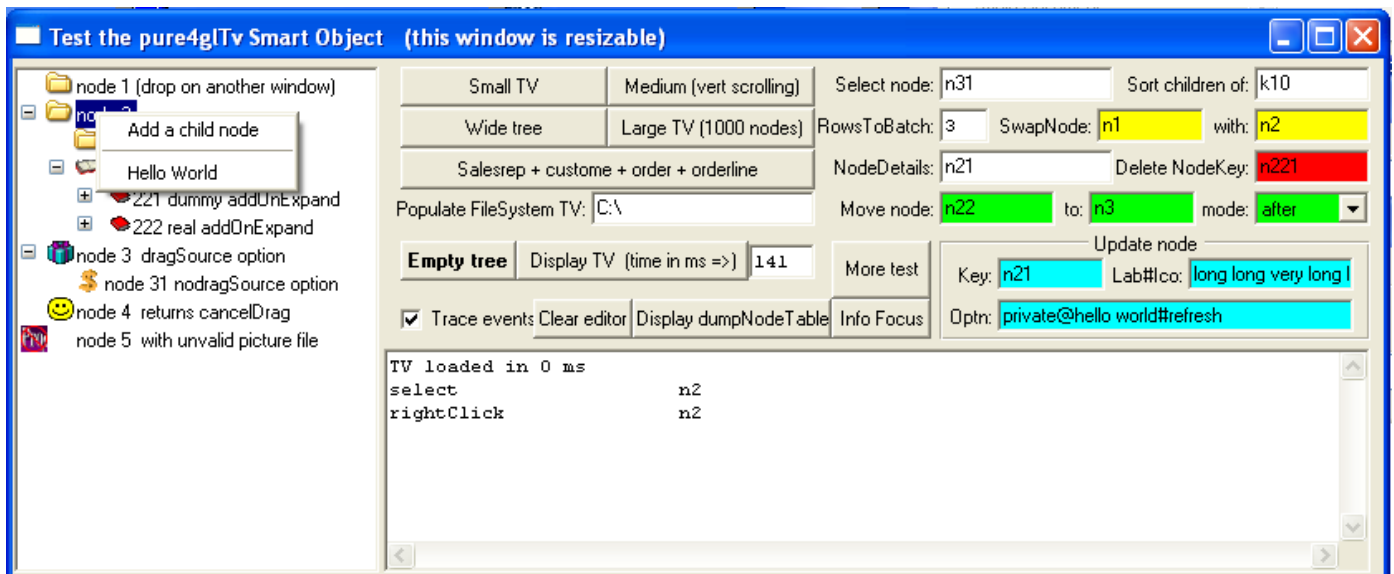 Test the pure4glTv Smart Object (this window is resizable)
node 1 (drop on another window)
Add a child node
Hello World
221 dummy addOnExpand
222 real addOnExpand
node 3 dragSource option
node 31 nodragSource option
node 4 returns cancelDrag
node 5 with unvalid picture file
Small TV
Medium (vert scrolling)
Wide tree
Large TV (1000 nodes)
Salesrep + custome + order + orderline
Populate FileSystem TV: C:\
Empty tree
Display TV (time in ms =>) 141
More test
Trace events
Clear editor
Display dumpNodeTable
Info Focus
Select node: n31
Sort children of: k10
RowsToBatch: 3
SwapNode: n1
with: n2
NodeDetails: n21
Delete NodeKey: n221
Move node: n22
to: n3
mode: after
Update node
Key: n21
Lab#Ico: long long very long l
Optn: private@hello world#refresh
TV loaded in 0 ms
select n2
rightClick n2